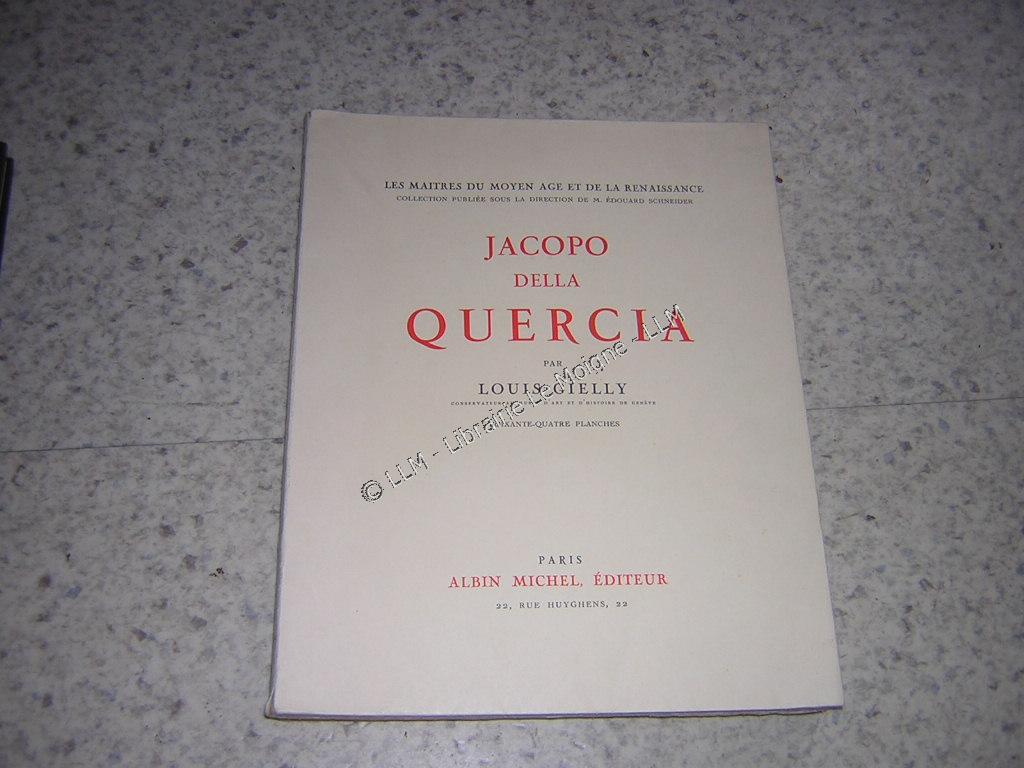 LES MAITRES DU MOYEN AGE ET DE LA RENAISSANCE
COLLECTION PUBLIÉE SOUS LA DIRECTION DE M. ÉDOUARD SCHNEIDER
JACOPO
DELLA
QUERCIA
PAR
LOUIS GIELLY
CONSERVATEUR D'ART ET D'HISTOIRE DE GENÈVE
SOIXANTE-QUATRE PLANCHES
© LLM - Librairie Le Moigne - LLM
PARIS
ALBIN MICHEL, ÉDITEUR
22, RUE HUYGHENS, 22